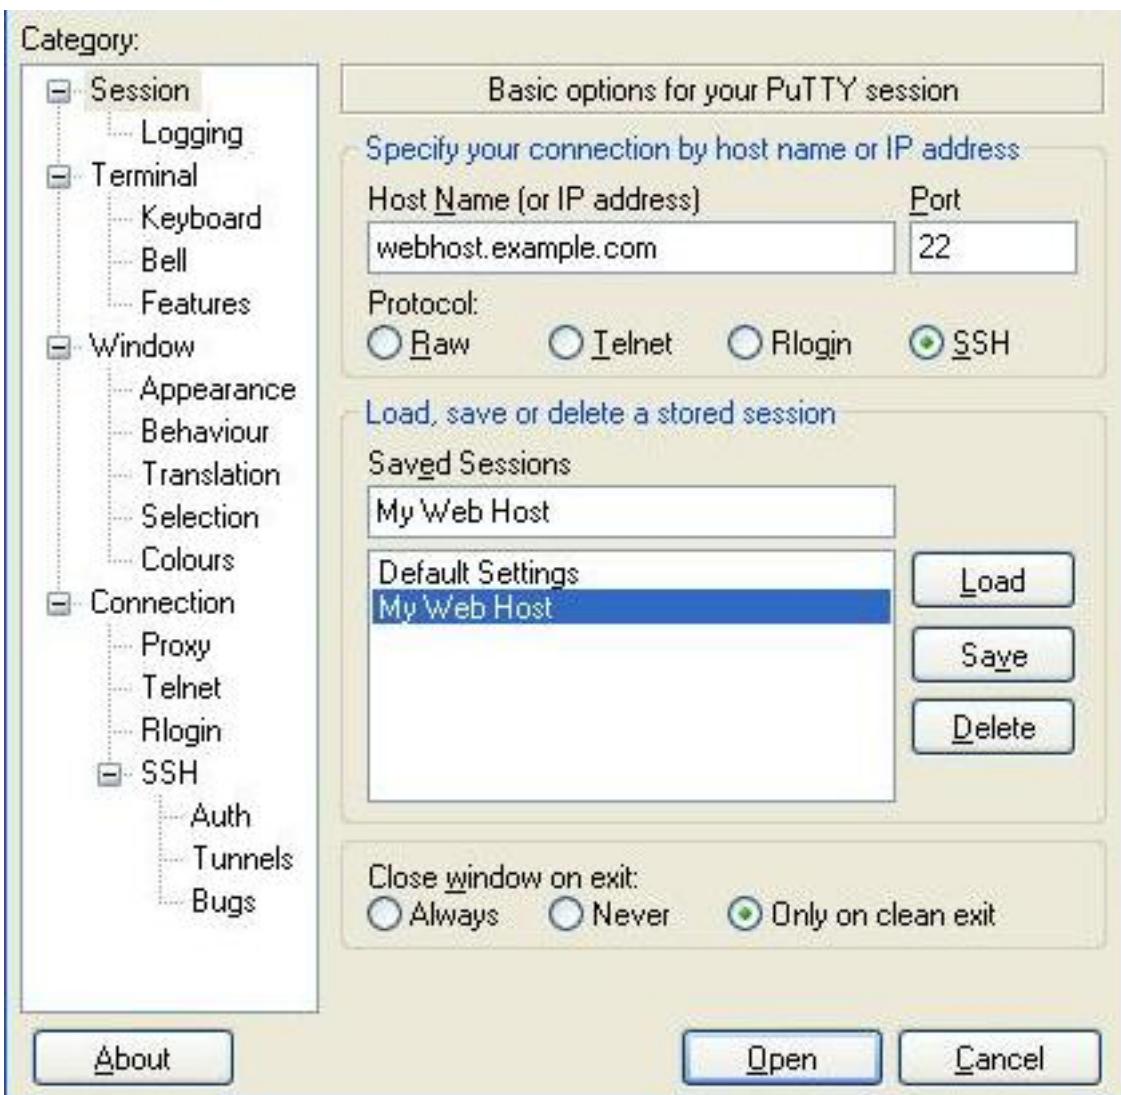 Category:
Session
Logging
Terminal
Keyboard
Bell
Features
Window
Appearance
Behaviour
Translation
Selection
Colours
Connection
Proxy
Telnet
Rlogin
SSH
Auth
Tunnels
Bugs
Basic options for your PuTTY session
Specify your connection by host name or IP address
Host Name (or IP address) Port
webhost.example.com 22
Protocol:
Raw Telnet Rlogin SSH
Load, save or delete a stored session
Saved Sessions
My Web Host
Default Settings
My Web Host
Load
Save
Delete
Close window on exit:
Always Never Only on clean exit
About Open Cancel